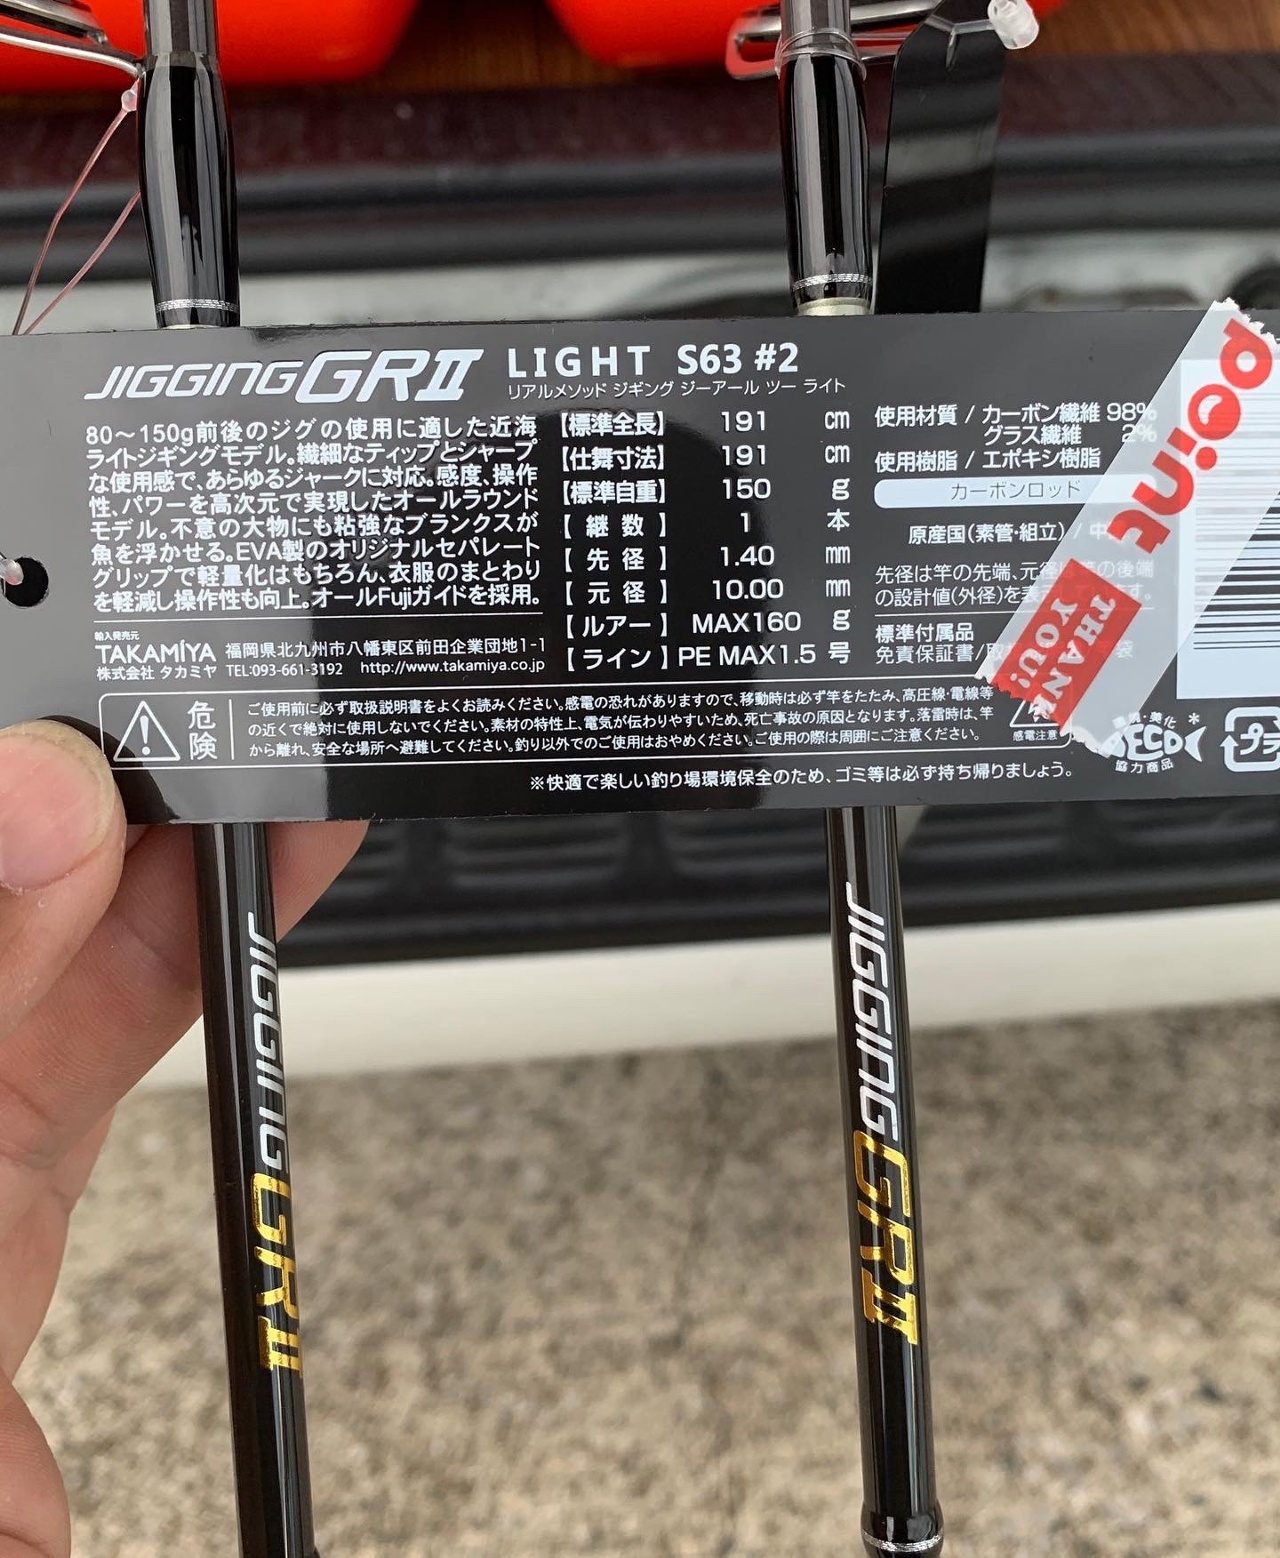 JIGGING GRII LIGHT S63 #2
リアルメソッド ジギング ジーアール ツー ライト
80～150g前後のジグの使用に適した近海
ライトジギングモデル。繊細なティップとシャープ
な使用感で、あらゆるジャークに対応。感度、操作
性、パワーを高次元で実現したオールラウンド
モデル。不意の大物にも粘強なブランクスが
魚を浮かせる。EVA製のオリジナルセパレート
グリップで軽量化はもちろん、衣服のまとわり
を軽減し操作性も向上。オールFujiガイドを採用。
輸入発売元
TAKAMIYA 福岡県北九州市八幡東区前田企業団地1-1
株式会社 タカミヤ TEL:093-661-3192 http://www.takamiya.co.jp
【標準全長】 191 cm
【仕舞寸法】 191 cm
【標準自重】 150 g
【 継 数 】 1 本
【 先 径 】 1.40 mm
【 元 径 】 10.00 mm
【 ルアー 】 MAX160 g
【 ライン 】 PE MAX1.5 号
使用材質 / カーボン繊維 98%
グラス繊維 2%
使用樹脂 / エポキシ樹脂
カーボンロッド
原産国(素管・組立) / 中
先径は竿の先端、元径は竿の後端
の設計値(外径)を表
標準付属品
免責保証書/取
point
THANK
YOU!
危
険
ご使用前に必ず取扱説明書をよくお読みください。感電の恐れがありますので、移動時は必ず竿をたたみ、高圧線・電線等
の近くで絶対に使用しないでください。素材の特性上、電気が伝わりやすいため、死亡事故の原因となります。落雷時は、竿
から離れ、安全な場所へ避難してください。釣り以外でのご使用はおやめください。ご使用の際は周囲にご注意ください。
感電注意
環境・美化
ECO
協力商品
プラ
※快適で楽しい釣り場環境保全のため、ゴミ等は必ず持ち帰りましょう。
JIGGING GRII
JIGGING GRII